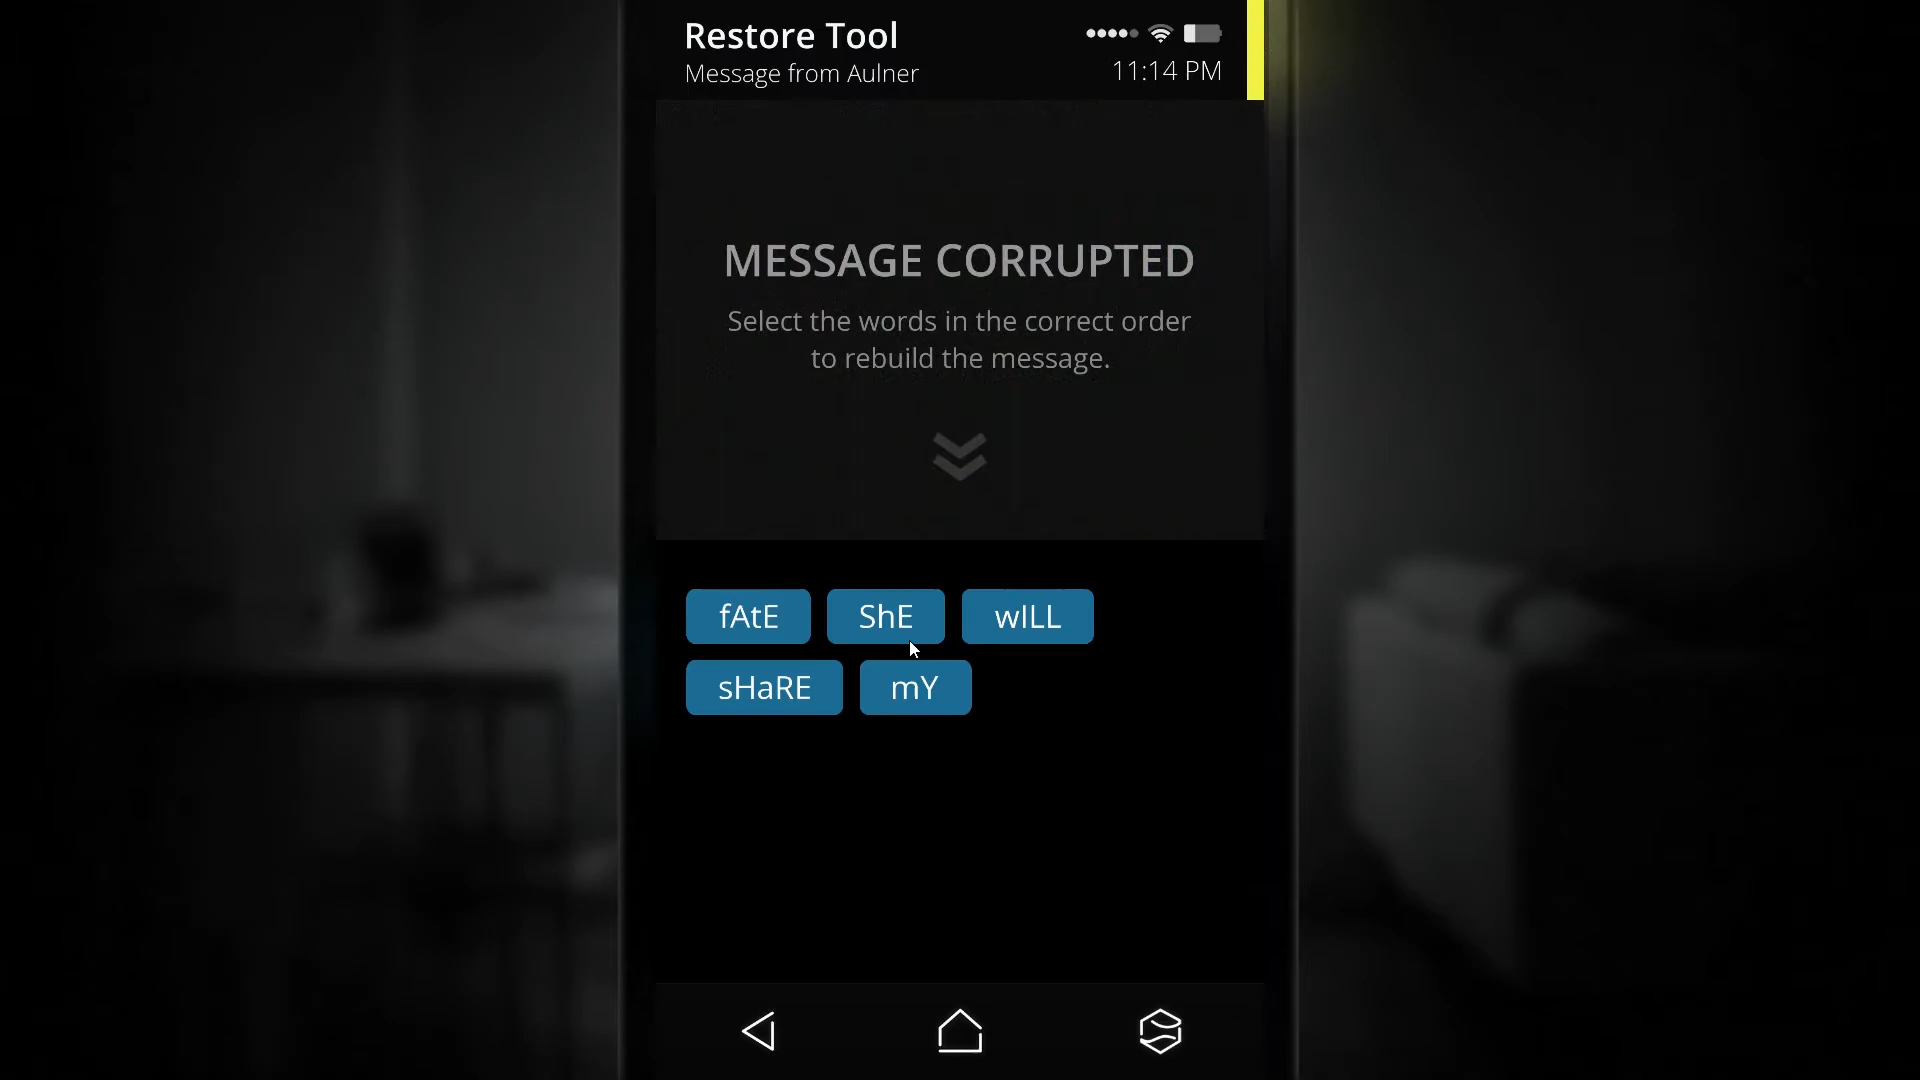 Restore Tool
Message from Aulner
11:14 PM
MESSAGE CORRUPTED
Select the words in the correct order
to rebuild the message.
fAtE ShE wILL
sHaRE mY